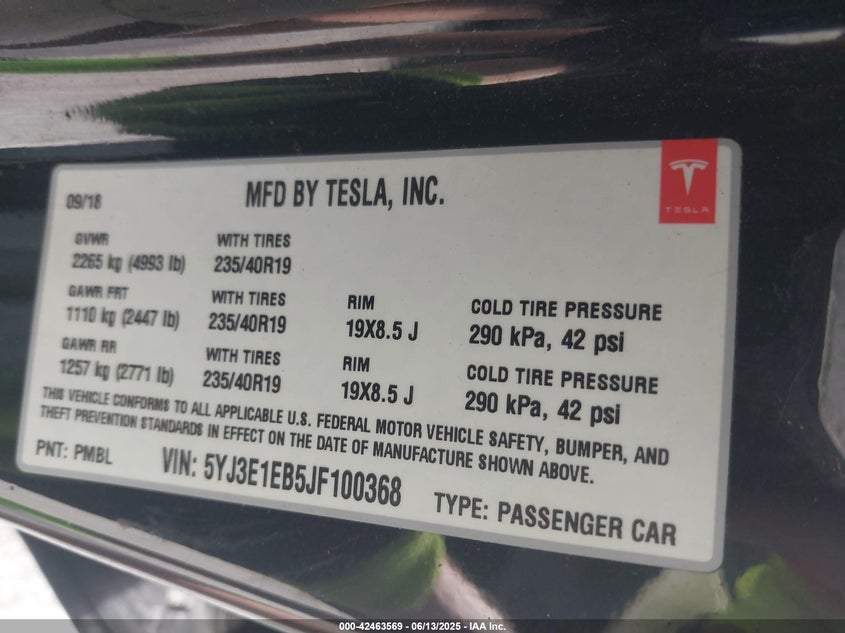 09/18 MFD BY TESLA, INC.
TESLA
GVWR WITH TIRES
2265 kg (4993 lb) 235/40R19
GAWR FRT WITH TIRES RIM COLD TIRE PRESSURE
1110 kg (2447 lb) 235/40R19 19X8.5 J 290 kPa, 42 psi
GAWR RR WITH TIRES RIM COLD TIRE PRESSURE
1257 kg (2771 lb) 235/40R19 19X8.5 J 290 kPa, 42 psi
THIS VEHICLE CONFORMS TO ALL APPLICABLE U.S. FEDERAL MOTOR VEHICLE SAFETY, BUMPER, AND
THEFT PREVENTION STANDARDS IN EFFECT ON THE DATE OF MANUFACTURE SHOWN ABOVE.
PNT: PMBL VIN: 5YJ3E1EB5JF100368 TYPE: PASSENGER CAR
000-42463569 - 06/13/2025 - IAA Inc.